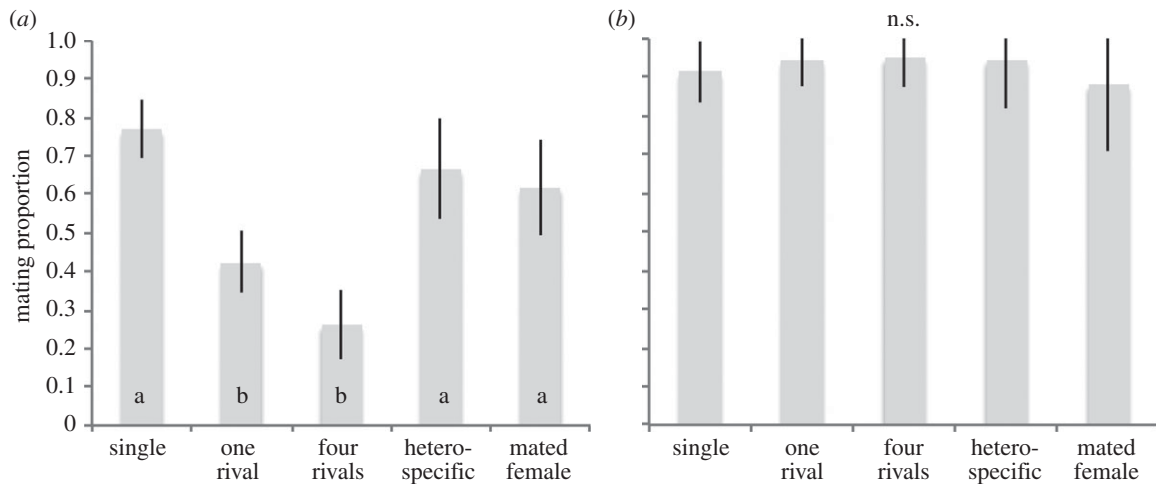 (a)
1.0
0.9
0.8
0.7
0.6
0.5
0.4
0.3
0.2
0.1
0
mating proportion
a
b
b
a
a
single
one
rival
four
rivals
hetero-
specific
mated
female
(b)
n.s.
single
one
rival
four
rivals
hetero-
specific
mated
female